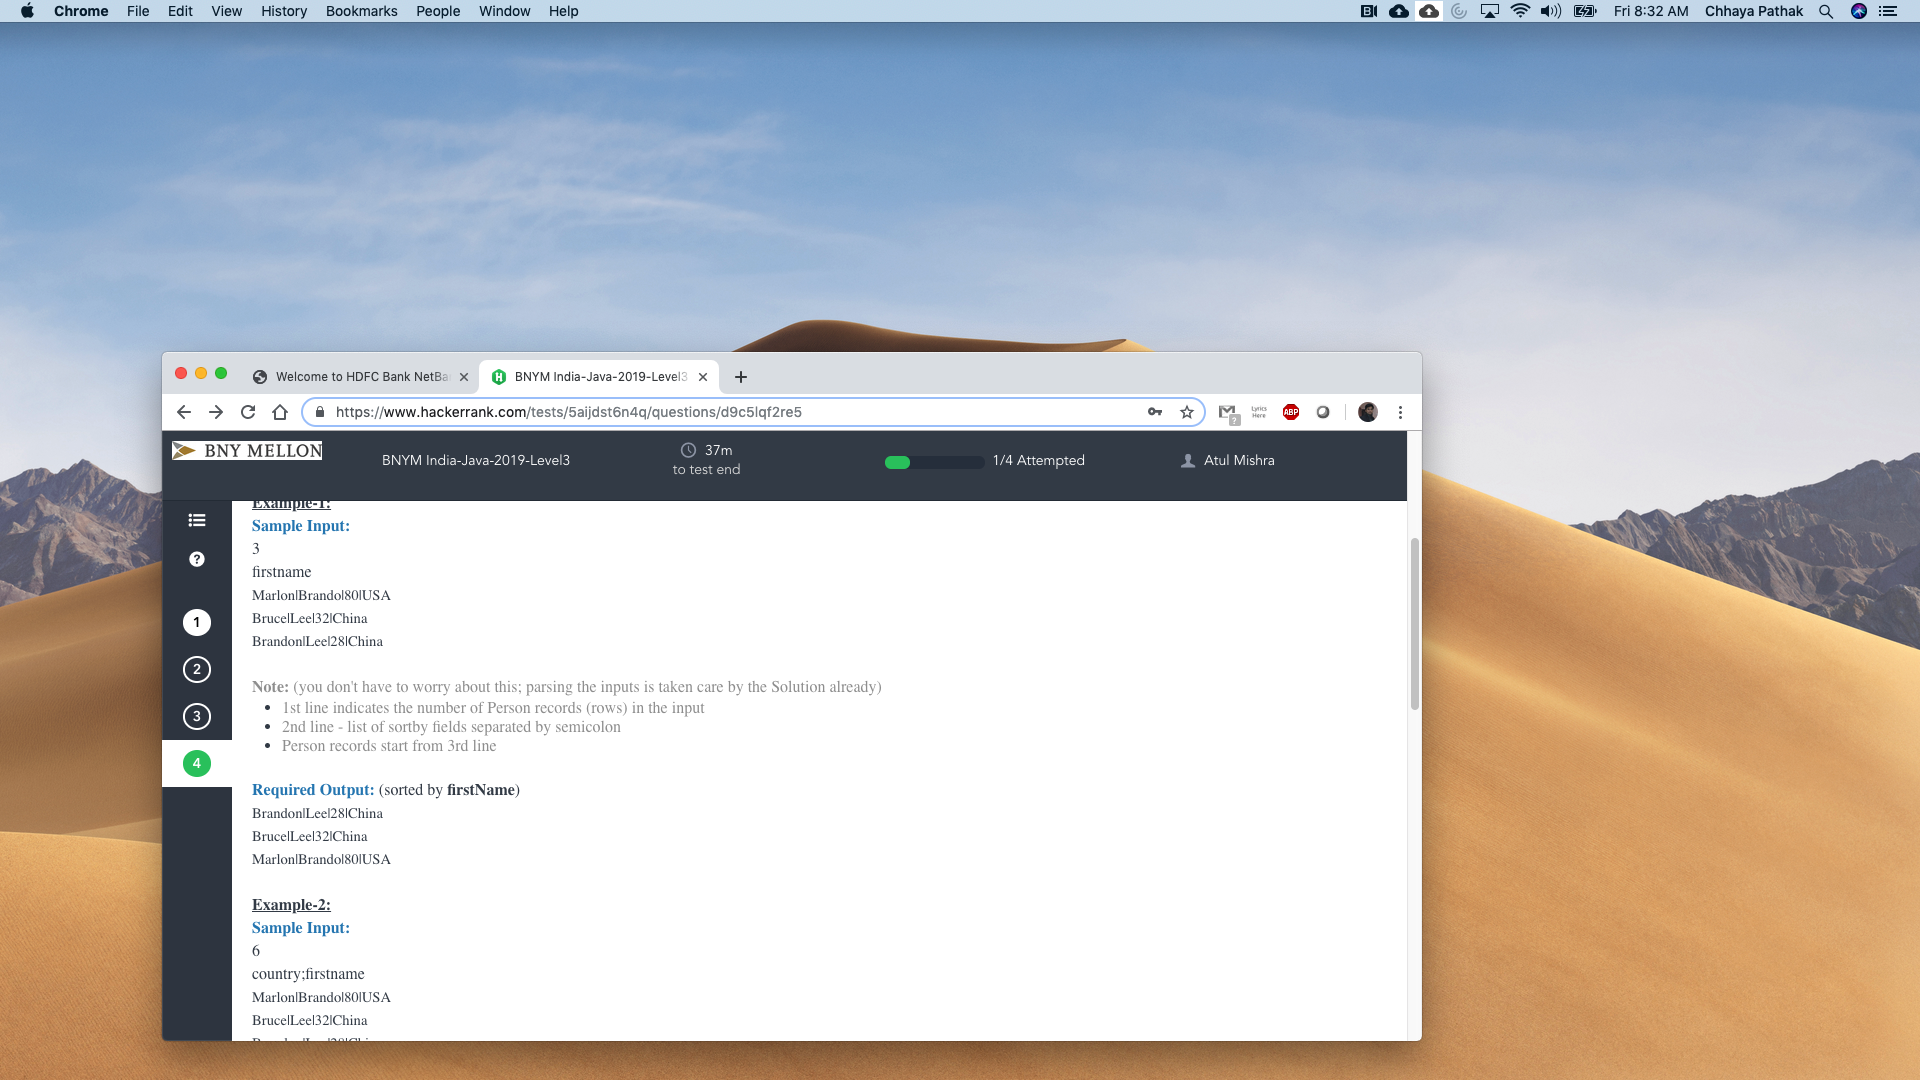 Chrome File Edit View History Bookmarks People Window Help
Fri 8:32 AM Chhaya Pathak
Welcome to HDFC Bank NetBa
BNYM India-Java-2019-Level3
https://www.hackerrank.com/tests/5aijdst6n4q/questions/d9c5lqf2re5
Lyrics
Here
ABP
BNY MELLON
BNYM India-Java-2019-Level3
37m
to test end
1/4 Attempted
Atul Mishra
1
2
3
4
Example-1:
Sample Input:
3
firstname
Marlon|Brando|80|USA
Bruce|Lee|32|China
Brandon|Lee|28|China
Note: (you don't have to worry about this; parsing the inputs is taken care by the Solution already)
1st line indicates the number of Person records (rows) in the input
2nd line - list of sortby fields separated by semicolon
Person records start from 3rd line
Required Output: (sorted by firstName)
Brandon|Lee|28|China
Bruce|Lee|32|China
Marlon|Brando|80|USA
Example-2:
Sample Input:
6
country;firstname
Marlon|Brando|80|USA
Bruce|Lee|32|China